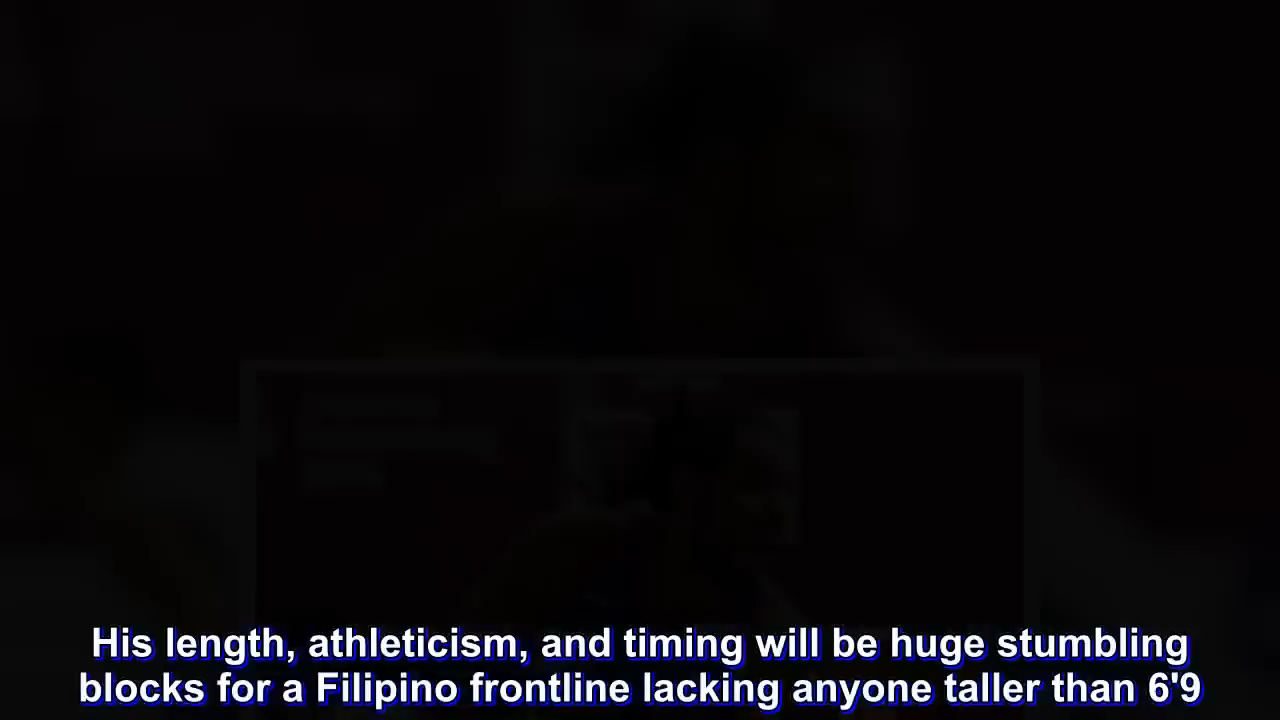 His length, athleticism, and timing will be huge stumbling
blocks for a Filipino frontline lacking anyone taller than 6'9